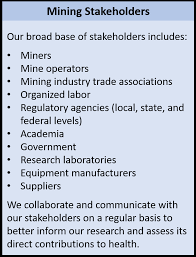 Mining Stakeholders
Our broad base of stakeholders includes:
• Miners
• Mine operators
• Mining industry trade associations
• Organized labor
• Regulatory agencies (local, state, and
federal levels)
• Academia
• Government
• Research laboratories
• Equipment manufacturers
• Suppliers
We collaborate and communicate with
our stakeholders on a regular basis to
better inform our research and assess its
direct contributions to health.